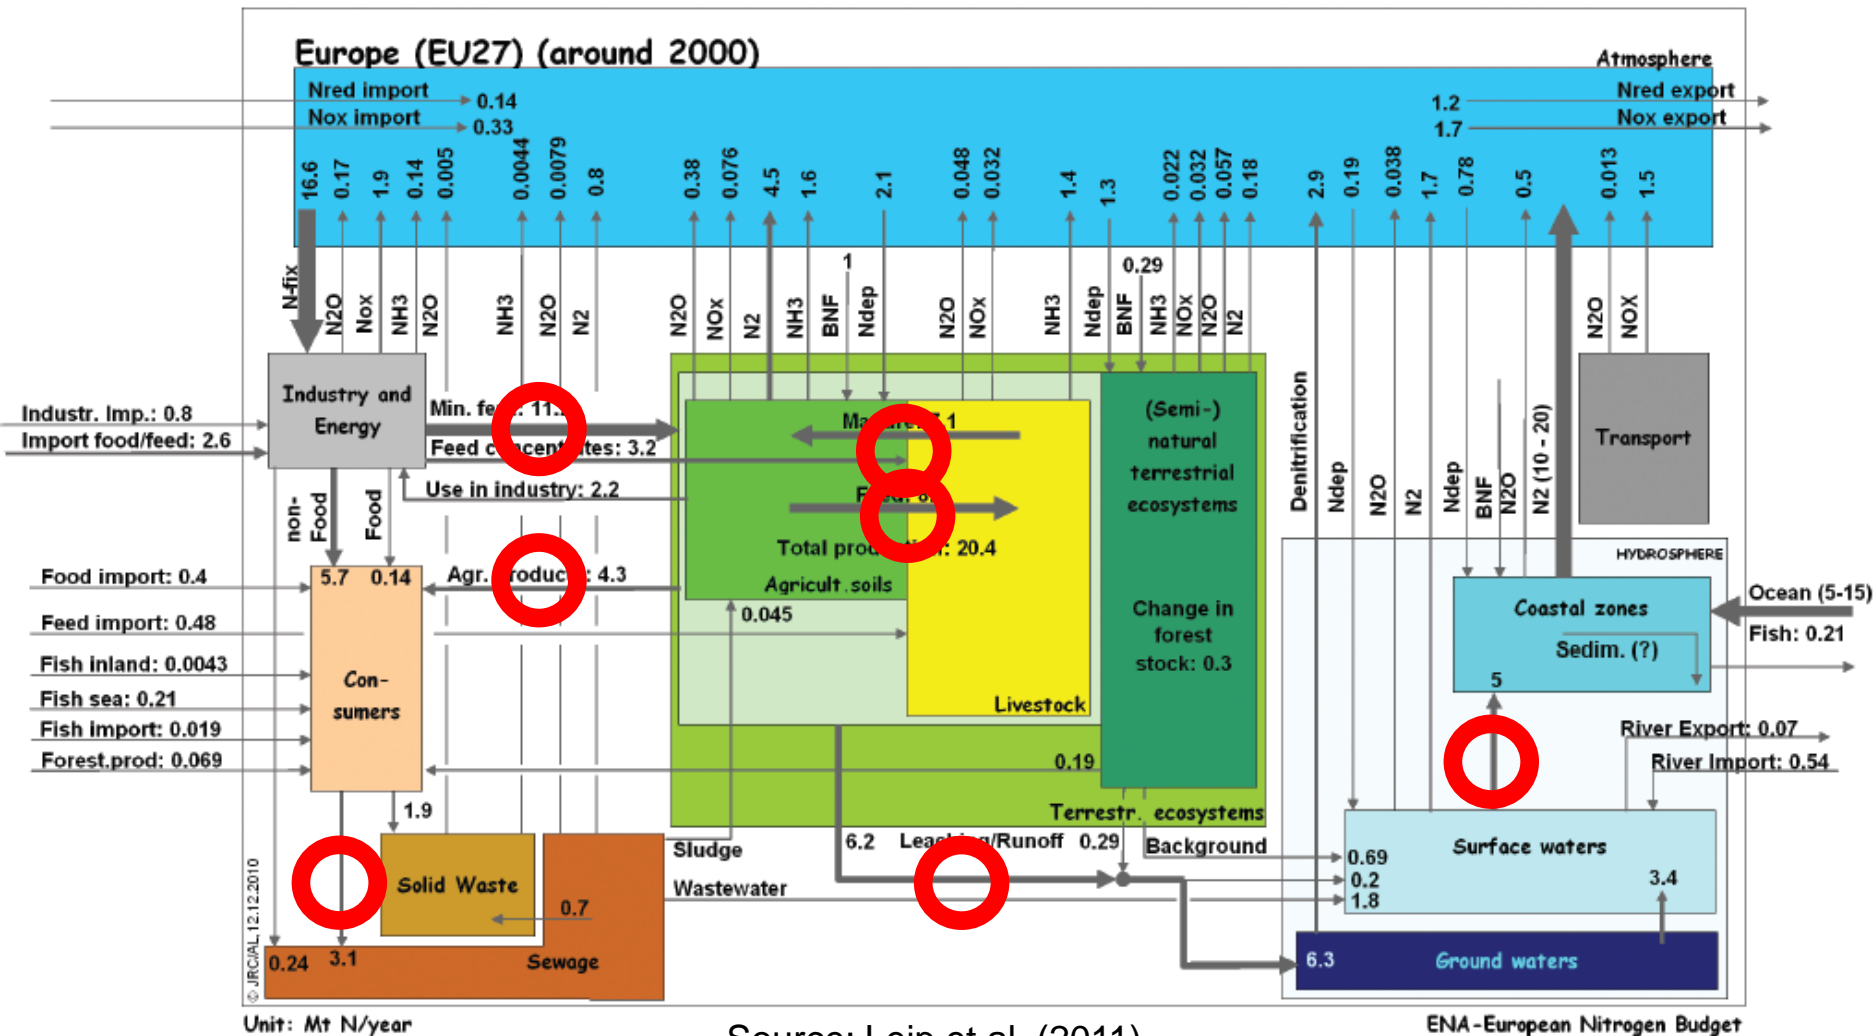 Europe (EU27) (around 2000)
Atmosphere
Nred import 0.14
Nox import 0.33
1.2 Nred export
1.7 Nox export
16.6 0.17 1.9 0.14 0.005 0.0044 0.0079 0.8 0.38 0.076 4.5 1.6 2.1 0.048 0.032 1.4 1.3 0.022 0.032 0.057 0.18 2.9 0.19 0.038 1.7 0.78 0.5 0.013 1.5
1 0.29
N-fix N2O Nox NH3 N2O NH3 N2O N2 N2O NOx N2 NH3 BNF Ndep N2O NOx NH3 Ndep BNF NH3 NOx N2O N2 N2O NOX
Denitrification Ndep N2O N2 Ndep BNF N2O N2 (10 - 20)
Industry and
Energy
Industr. Imp.: 0.8
Import food/feed: 2.6
Min. 11.
Feed 3.2
Use in industry: 2.2
non-
Food
Food
1
Total 20.4
Agricult.soils
0.045
Livestock
(Semi-)
natural
terrestrial
ecosystems
Change in
forest
stock: 0.3
Transport
HYDROSPHERE
Coastal zones
Sedim. (?)
5
Ocean (5-15)
Fish: 0.21
Food import: 0.4
Feed import: 0.48
Fish inland: 0.0043
Fish sea: 0.21
Fish import: 0.019
Forest.prod: 0.069
5.7 0.14
Agr. 4.3
Con-
sumers
0.19
Terrestr. ecosystems
River Export: 0.07
River Import: 0.54
1.9
Solid Waste
0.7
Sludge
Wastewater
6.2 0.29
Background
0.69
0.2
1.8
Surface waters
3.4
0.24 3.1 Sewage
6.3 Ground waters
© JRC/AL, 12.12.2010
Unit: Mt N/year
Source: Leip et al. (2011)
ENA-European Nitrogen Budget